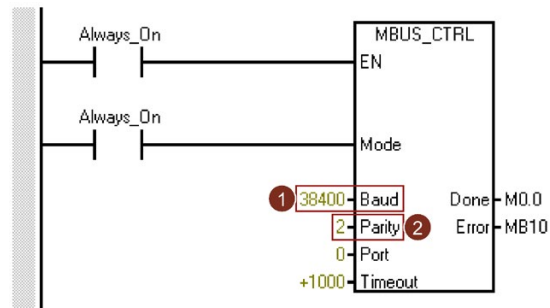 Always_On
MBUS_CTRL
EN
Always_On
Mode
1 38400 Baud Done M0.0
2 Parity 2 Error MB10
0 Port
+1000 Timeout